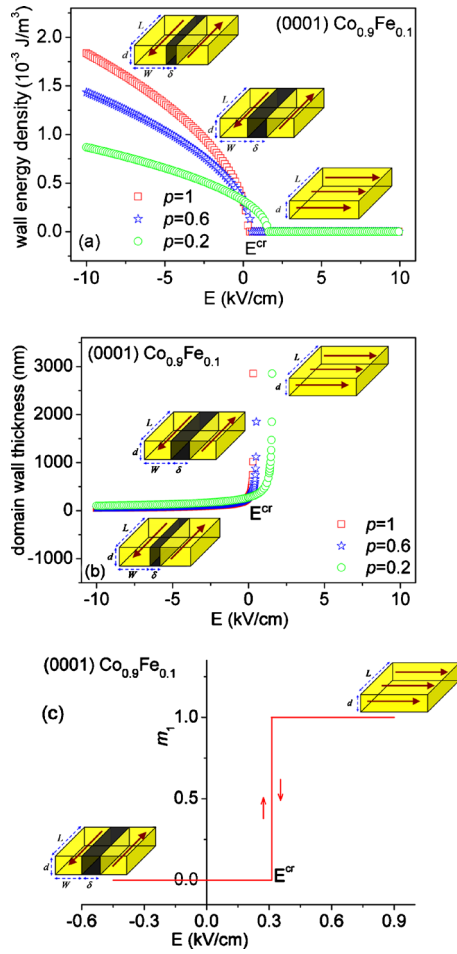 (0001) Co0.9Fe0.1
wall energy density (10⁻³ J/m³)
2.0
1.5
1.0
0.5
0.0
L
d
W
δ
L
d
W
δ
L
d
p=1
p=0.6
p=0.2
(a)
Ecr
-10
-5
0
5
10
E (kV/cm)
(0001) Co0.9Fe0.1
domain wall thickness (nm)
3000
2000
1000
0
-1000
L
d
L
d
W
δ
Ecr
L
d
W
δ
p=1
p=0.6
p=0.2
(b)
-10
-5
0
5
10
E (kV/cm)
(0001) Co0.9Fe0.1
(c)
m1
1.0
0.5
0.0
L
d
L
d
W
δ
Ecr
-0.6
-0.3
0.0
0.3
0.6
0.9
E (kV/cm)